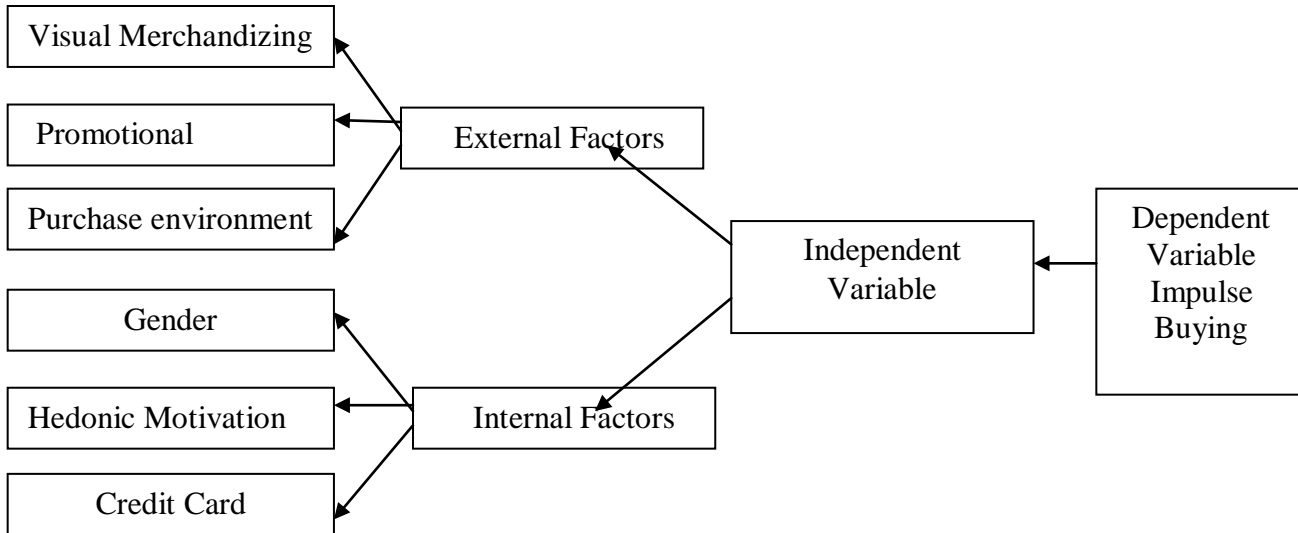 Visual Merchandizing
Promotional
External Factors
Purchase environment
Independent
Variable
Dependent
Variable
Impulse
Buying
Gender
Hedonic Motivation
Internal Factors
Credit Card